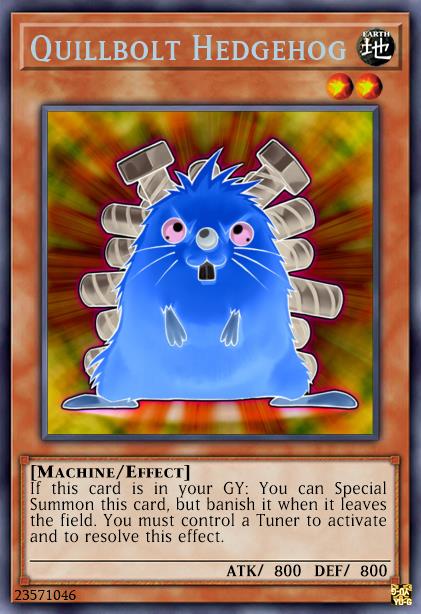 Quillbolt Hedgehog
EARTH
地
[Machine/Effect]
If this card is in your GY: You can Special
Summon this card, but banish it when it leaves
the field. You must control a Tuner to activate
and to resolve this effect.
ATK/ 800 DEF/ 800
23571046